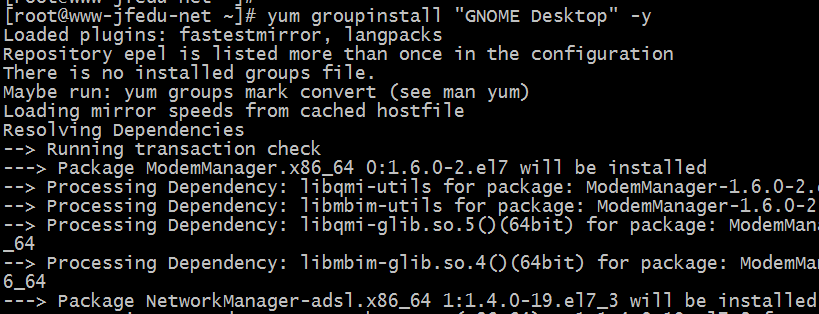 [root@www-jfedu-net ~]#
[root@www-jfedu-net ~]# yum groupinstall "GNOME Desktop" -y
Loaded plugins: fastestmirror, langpacks
Repository epel is listed more than once in the configuration
There is no installed groups file.
Maybe run: yum groups mark convert (see man yum)
Loading mirror speeds from cached hostfile
Resolving Dependencies
--> Running transaction check
---> Package ModemManager.x86_64 0:1.6.0-2.el7 will be installed
--> Processing Dependency: libqmi-utils for package: ModemManager-1.6.0-2.
--> Processing Dependency: libmbim-utils for package: ModemManager-1.6.0-2
--> Processing Dependency: libqmi-glib.so.5()(64bit) for package: ModemMan
_64
--> Processing Dependency: libmbim-glib.so.4()(64bit) for package: ModemMa
6_64
---> Package NetworkManager-adsl.x86_64 1:1.4.0-19.el7_3 will be installed